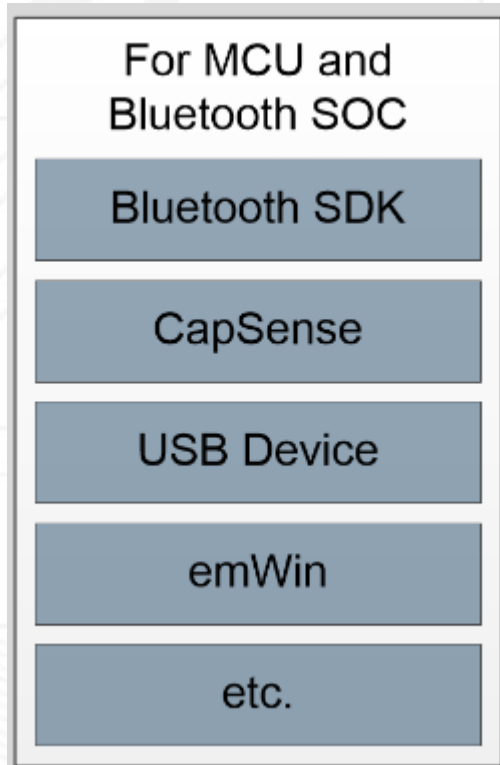 For MCU and
Bluetooth SOC
Bluetooth SDK
CapSense
USB Device
emWin
etc.